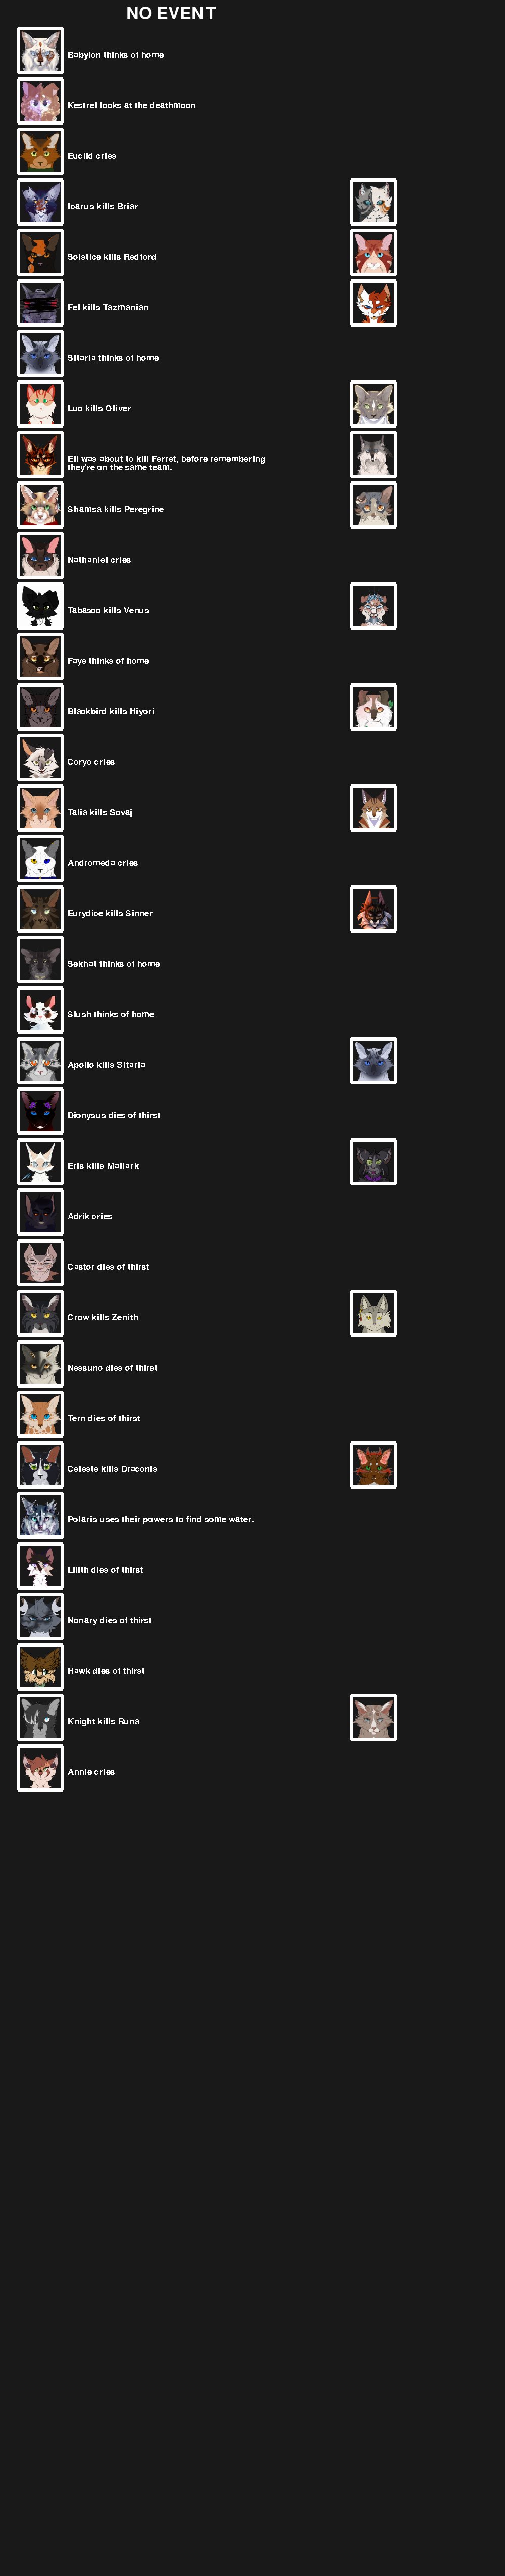 NO EVENT
Babylon thinks of home
Kestrel looks at the deathmoon
Euclid cries
Icarus kills Briar
Solstice kills Redford
Fel kills Tazmanian
Sitaria thinks of home
Luo kills Oliver
Eli was about to kill Ferret, before remembering
they're on the same team.
Shamsa kills Peregrine
Nathaniel cries
Tabasco kills Venus
Faye thinks of home
Blackbird kills Hiyori
Coryo cries
Talia kills Sovaj
Andromeda cries
Eurydice kills Sinner
Sekhat thinks of home
Slush thinks of home
Apollo kills Sitaria
Dionysus dies of thirst
Eris kills Mallark
Adrik cries
Castor dies of thirst
Crow kills Zenith
Nessuno dies of thirst
Tern dies of thirst
Celeste kills Draconis
Polaris uses their powers to find some water.
Lilith dies of thirst
Nonary dies of thirst
Hawk dies of thirst
Knight kills Runa
Annie cries